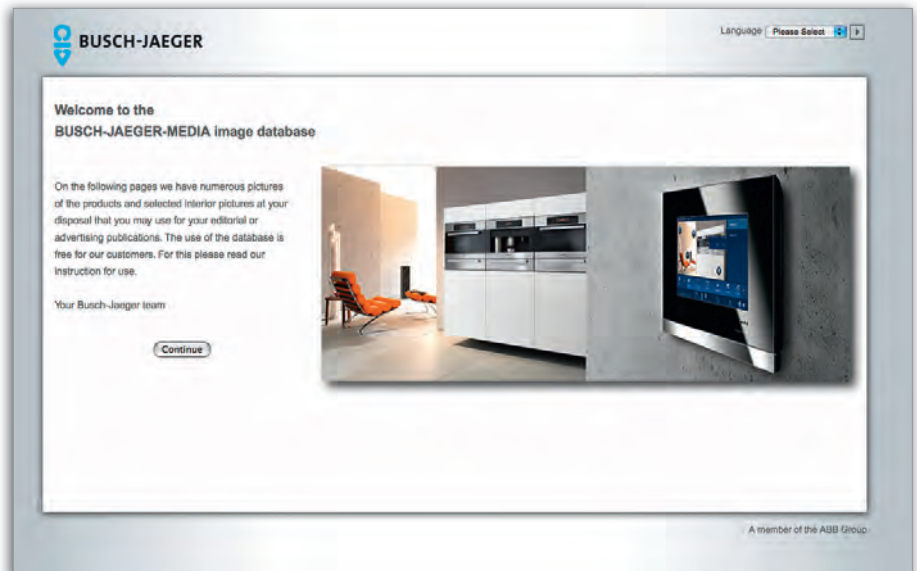 BUSCH-JAEGER
Language Please Select
Welcome to the
BUSCH-JAEGER-MEDIA image database
On the following pages we have numerous pictures
of the products and selected interior pictures at your
disposal that you may use for your editorial or
advertising publications. The use of the database is
free for our customers. For this please read our
instruction for use.
Your Busch-Jaeger team
Continue
A member of the ABB Group